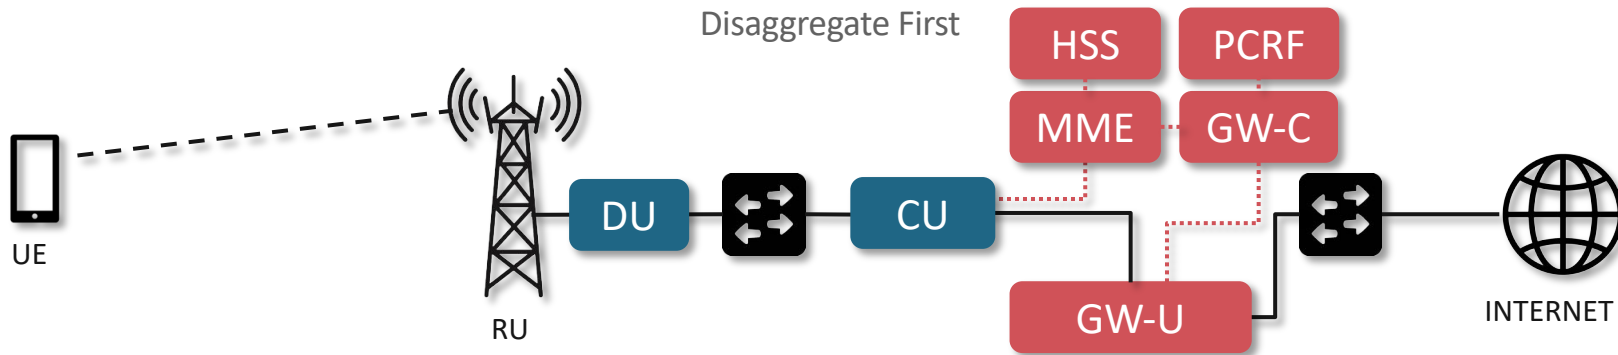 Disaggregate First
HSS
PCRF
MME
GW-C
UE
RU
DU
CU
GW-U
INTERNET